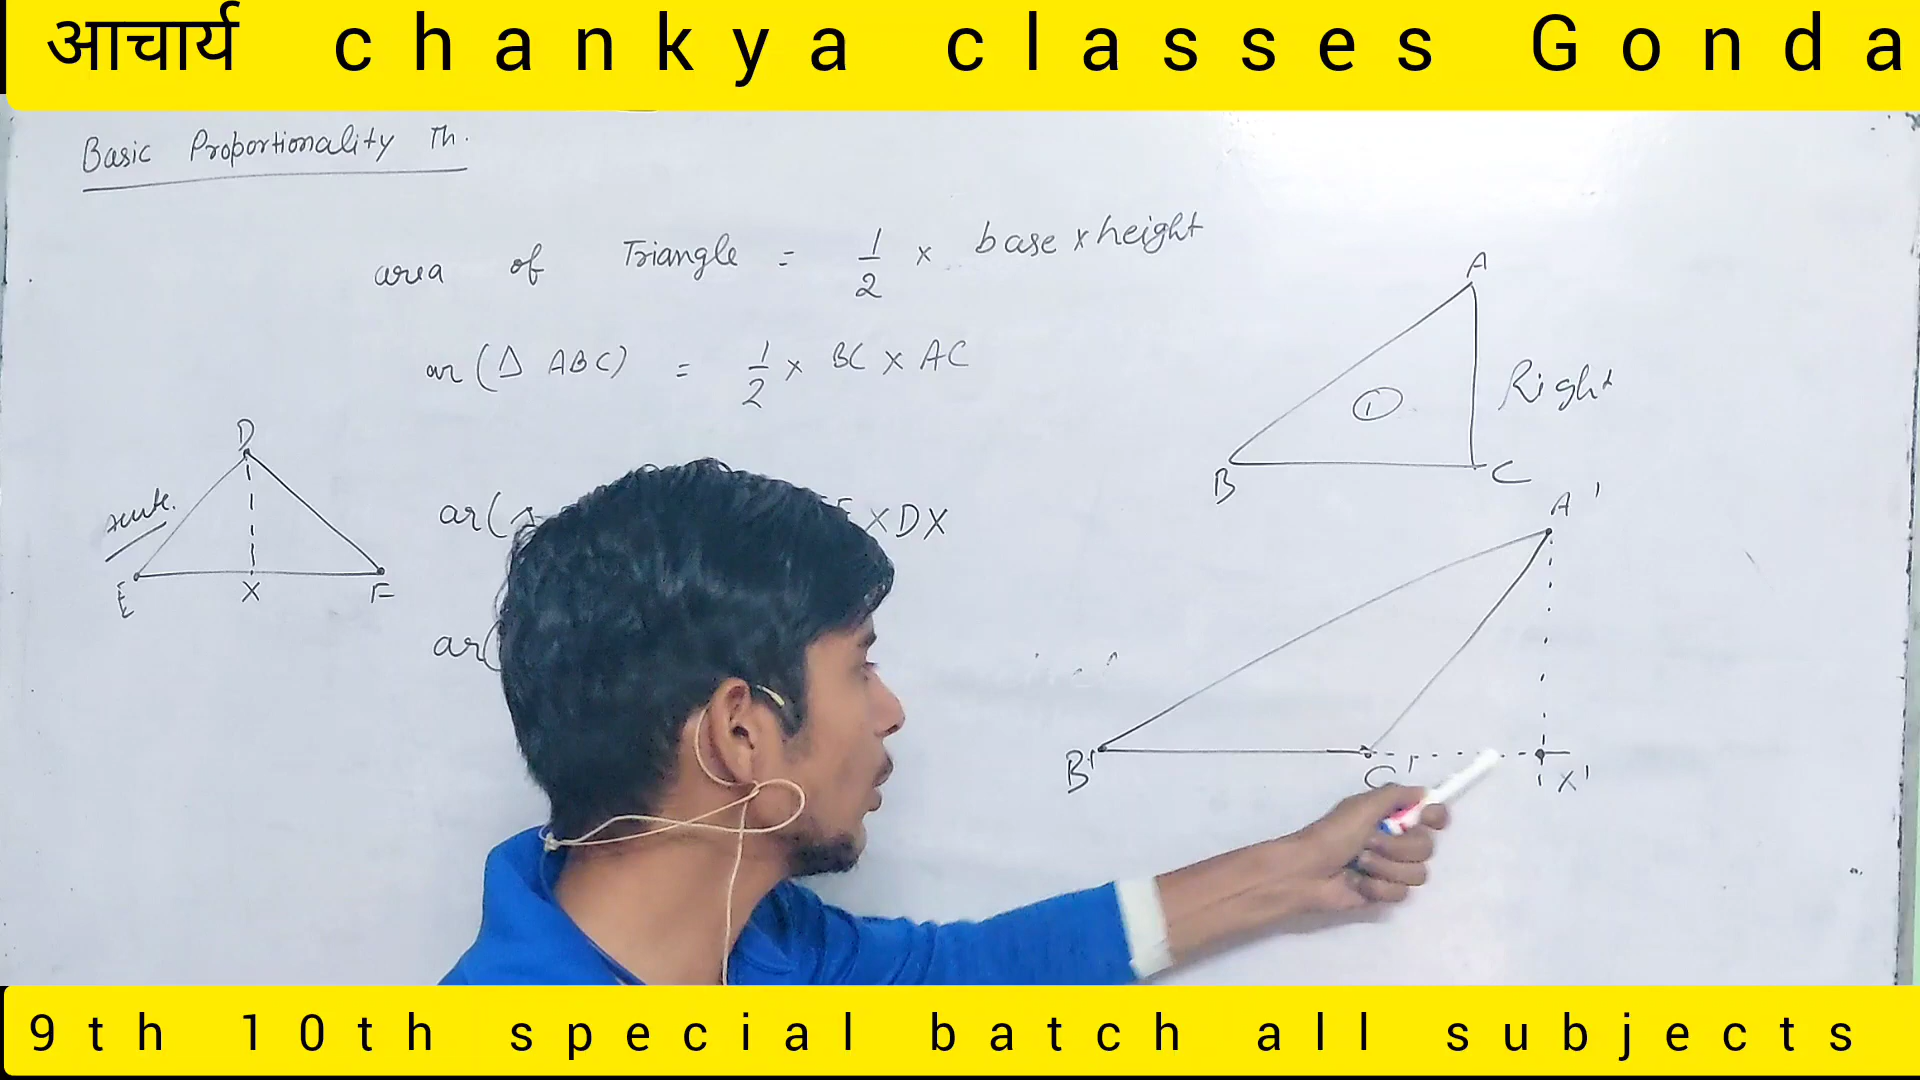 आचार्य chankya classes Gonda
Basic Proportionality Th.
area of Triangle = 1/2 × base × height
ar(Δ ABC) = 1/2 × BC × AC
A
B
C
①
Right
D
E
X
F
ar( × DX
ar(
A'
B'
C'
X'
9th 10th special batch all subjects